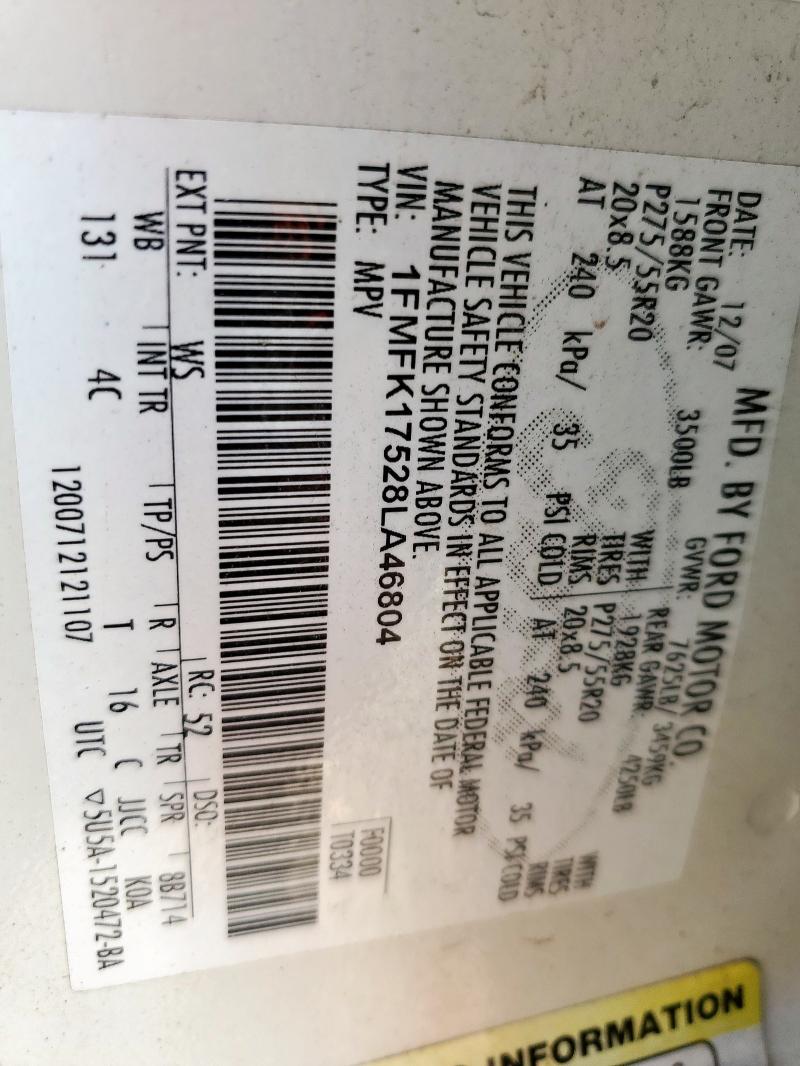 MFD. BY FORD MOTOR CO.
DATE: 12/07 GVWR: 7625LB/ 3459KG
FRONT GAWR: 3500LB REAR GAWR: 4250LB
1588KG WITH 1928KG WITH
P275/55R20 TIRES P275/55R20 TIRES
20x8.5 RIMS 20x8.5 RIMS
AT 240 kPa/ 35 PSI COLD AT 240 kPa/ 35 PSI COLD
THIS VEHICLE CONFORMS TO ALL APPLICABLE FEDERAL MOTOR
VEHICLE SAFETY STANDARDS IN EFFECT ON THE DATE OF
MANUFACTURE SHOWN ABOVE.
VIN: 1FMFK17528LA46804
TYPE: MPV
F0000
T0334
EXT PNT: WS RC: 52 DSO:
WB INT TR TP/PS R AXLE TR SPR 8B714
131 4C T 16 C JJCC KOA
1200712121107 UTC ▽5U5A-1520472-BA
INFORMATION